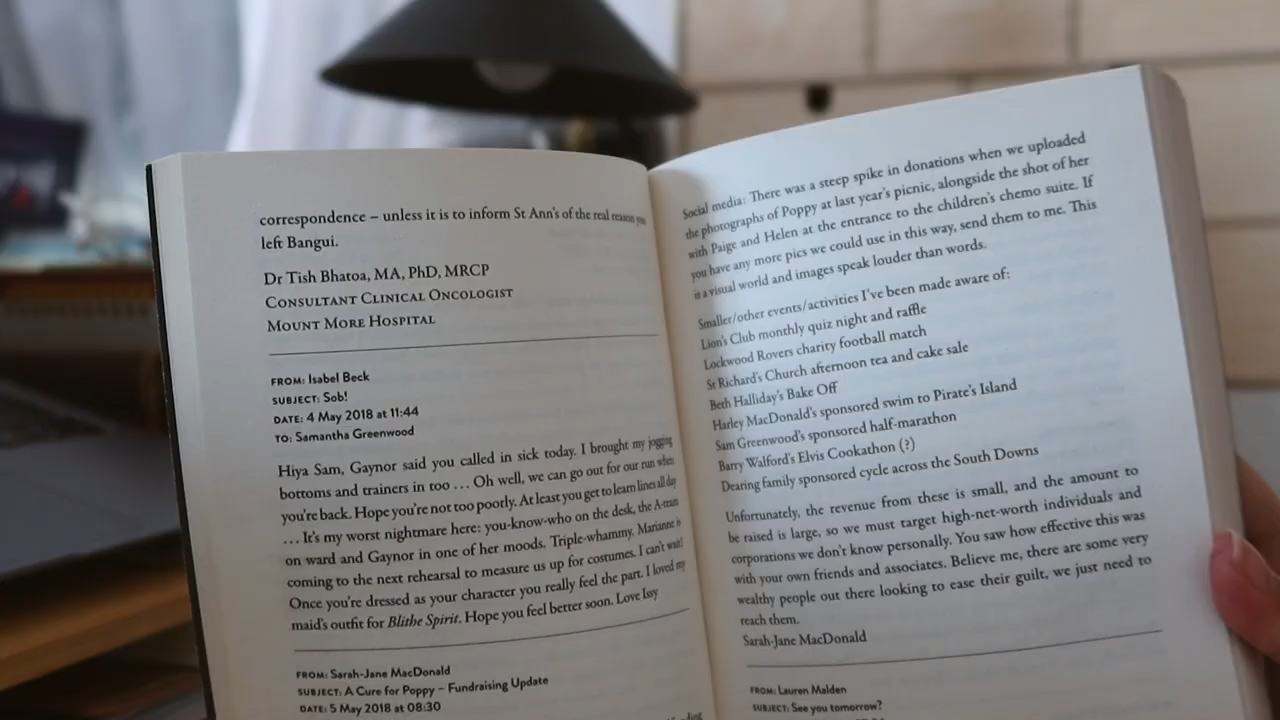 correspondence – unless it is to inform St Ann's of the real reason you
left Bangui.
Dr Tish Bhatoa, MA, PhD, MRCP
Consultant Clinical Oncologist
Mount More Hospital
FROM: Isabel Beck
SUBJECT: Sob!
DATE: 4 May 2018 at 11:44
TO: Samantha Greenwood
Hiya Sam, Gaynor said you called in sick today. I brought my jogging
bottoms and trainers in too ... Oh well, we can go out for our run when
you're back. Hope you're not too poorly. At least you get to learn lines all day
... It's my worst nightmare here: you-know-who on the desk, the A-team
on ward and Gaynor in one of her moods. Triple-whammy. Marianne is
coming to the next rehearsal to measure us up for costumes. I can't wait!
Once you're dressed as your character you really feel the part. I loved my
maid's outfit for Blithe Spirit. Hope you feel better soon. Love Issy
FROM: Sarah-Jane MacDonald
SUBJECT: A Cure for Poppy – Fundraising Update
DATE: 5 May 2018 at 08:30
Social media: There was a steep spike in donations when we uploaded
the photographs of Poppy at last year's picnic, alongside the shot of her
with Paige and Helen at the entrance to the children's chemo suite. If
you have any more pics we could use in this way, send them to me. This
is a visual world and images speak louder than words.
Smaller/other events/activities I've been made aware of:
Lion's Club monthly quiz night and raffle
Lockwood Rovers charity football match
St Richard's Church afternoon tea and cake sale
Beth Halliday's Bake Off
Harley MacDonald's sponsored swim to Pirate's Island
Sam Greenwood's sponsored half-marathon
Barry Walford's Elvis Cookathon (?)
Dearing family sponsored cycle across the South Downs
Unfortunately, the revenue from these is small, and the amount to
be raised is large, so we must target high-net-worth individuals and
corporations we don't know personally. You saw how effective this was
with your own friends and associates. Believe me, there are some very
wealthy people out there looking to ease their guilt, we just need to
reach them.
Sarah-Jane MacDonald
FROM: Lauren Malden
SUBJECT: See you tomorrow?